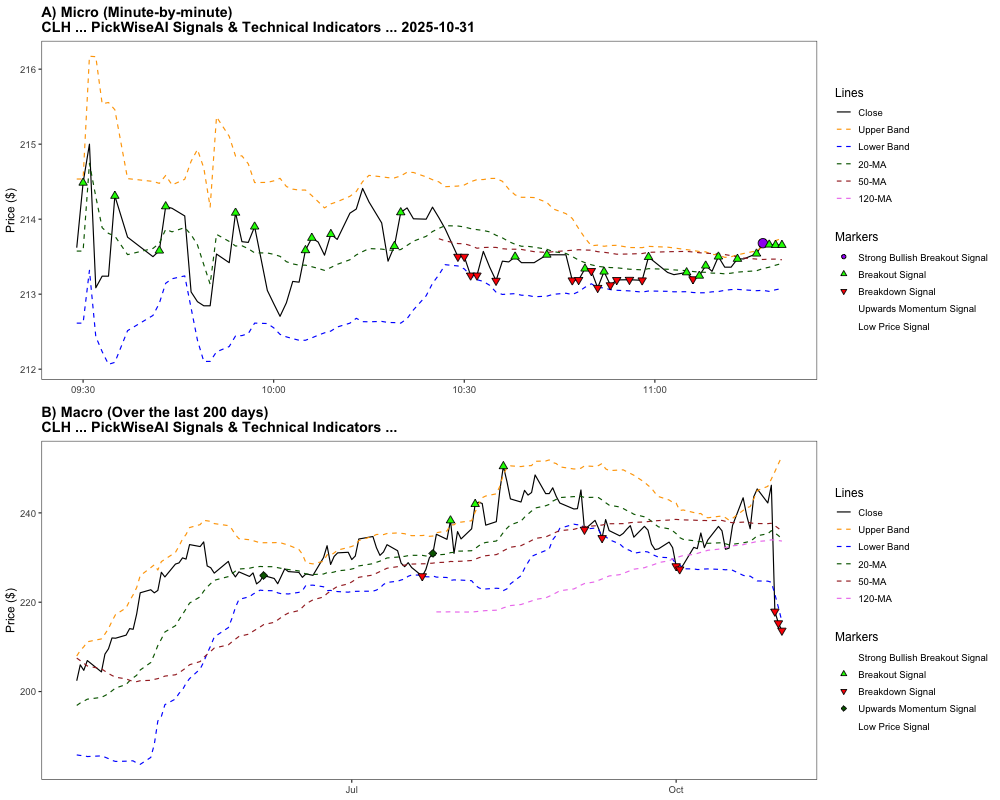 A) Micro (Minute-by-minute)
CLH ... PickWiseAI Signals & Technical Indicators ... 2025-10-31
Price ($)
216
215
214
213
212
09:30
10:00
10:30
11:00
Lines
Close
Upper Band
Lower Band
20-MA
50-MA
120-MA
Markers
Strong Bullish Breakout Signal
Breakout Signal
Breakdown Signal
Upwards Momentum Signal
Low Price Signal
B) Macro (Over the last 200 days)
CLH ... PickWiseAI Signals & Technical Indicators ...
Price ($)
240
220
200
Jul
Oct
Lines
Close
Upper Band
Lower Band
20-MA
50-MA
120-MA
Markers
Strong Bullish Breakout Signal
Breakout Signal
Breakdown Signal
Upwards Momentum Signal
Low Price Signal